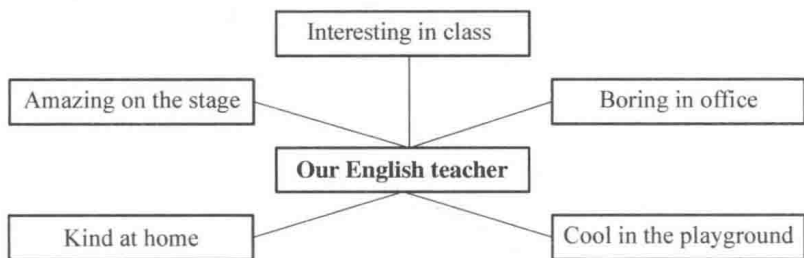 Interesting in class
Amazing on the stage
Boring in office
Our English teacher
Kind at home
Cool in the playground